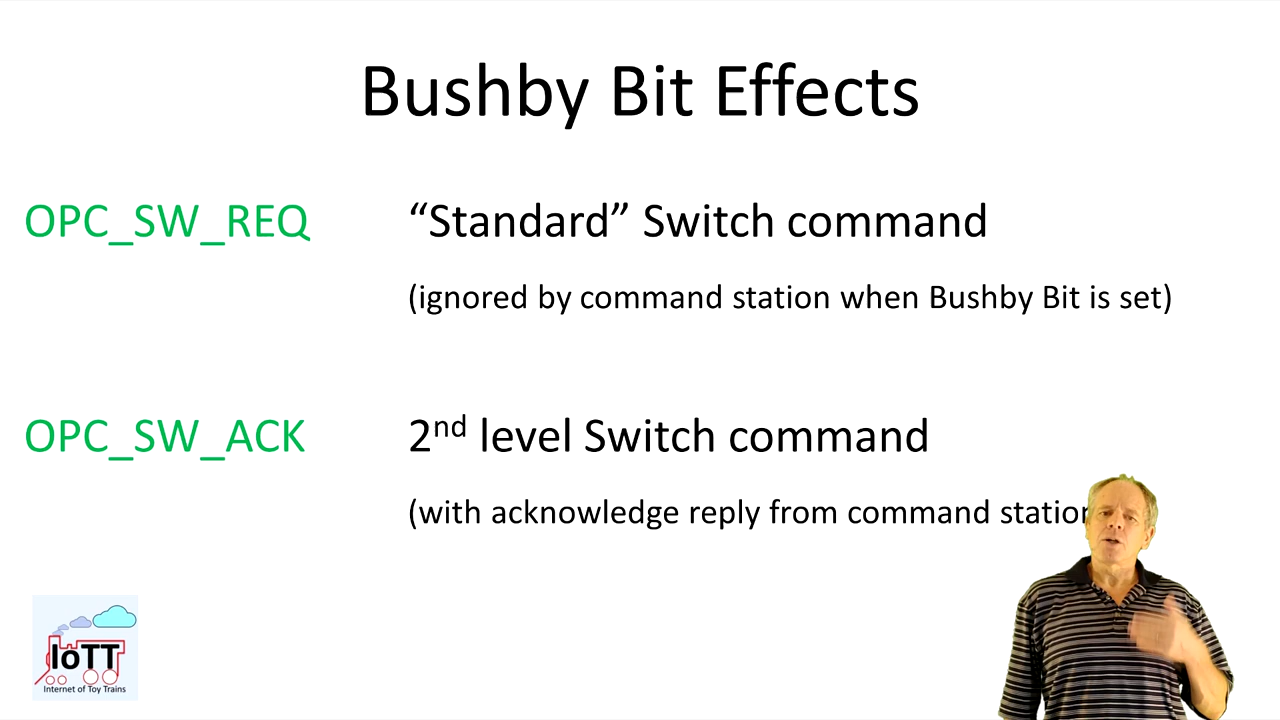 Bushby Bit Effects
OPC_SW_REQ
“Standard” Switch command
(ignored by command station when Bushby Bit is set)
OPC_SW_ACK
2nd level Switch command
(with acknowledge reply from command
IoTT
Internet of Toy Trains